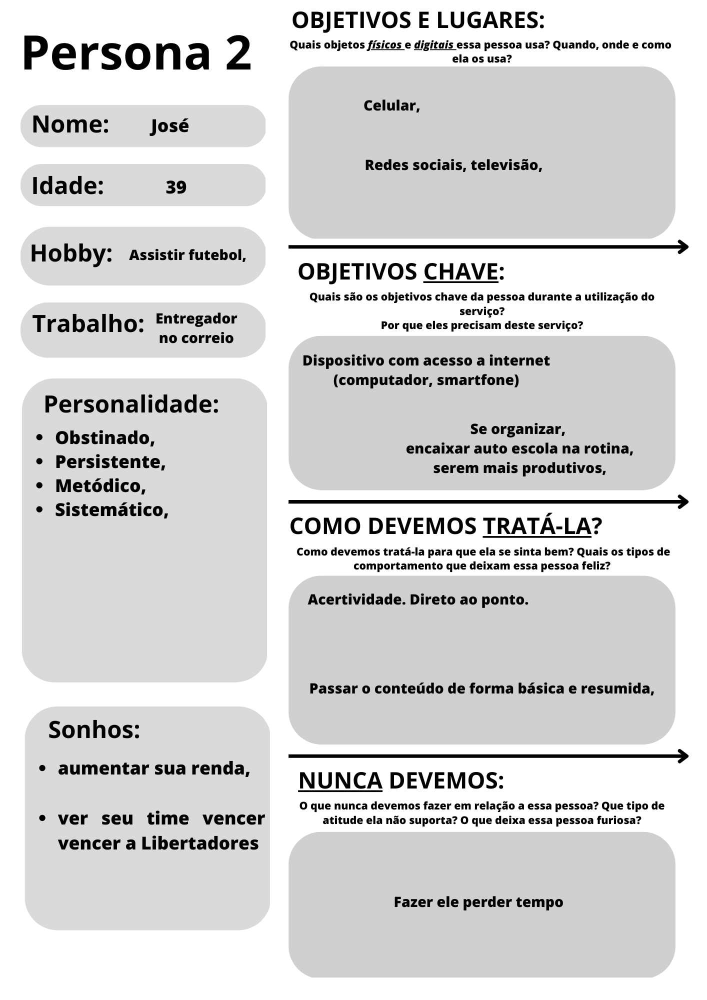 Persona 2
Nome: José
Idade: 39
Hobby: Assistir futebol,
Trabalho: Entregador
no correio
Personalidade:
• Obstinado,
• Persistente,
• Metódico,
• Sistemático,
Sonhos:
• aumentar sua renda,
• ver seu time vencer
vencer a Libertadores
OBJETIVOS E LUGARES:
Quais objetos físicos e digitais essa pessoa usa? Quando, onde e como
ela os usa?
Celular,
Redes sociais, televisão,
OBJETIVOS CHAVE:
Quais são os objetivos chave da pessoa durante a utilização do
serviço?
Por que eles precisam deste serviço?
Dispositivo com acesso a internet
(computador, smartfone)
Se organizar,
encaixar auto escola na rotina,
serem mais produtivos,
COMO DEVEMOS TRATÁ-LA?
Como devemos tratá-la para que ela se sinta bem? Quais os tipos de
comportamento que deixam essa pessoa feliz?
Acertividade. Direto ao ponto.
Passar o conteúdo de forma básica e resumida,
NUNCA DEVEMOS:
O que nunca devemos fazer em relação a essa pessoa? Que tipo de
atitude ela não suporta? O que deixa essa pessoa furiosa?
Fazer ele perder tempo